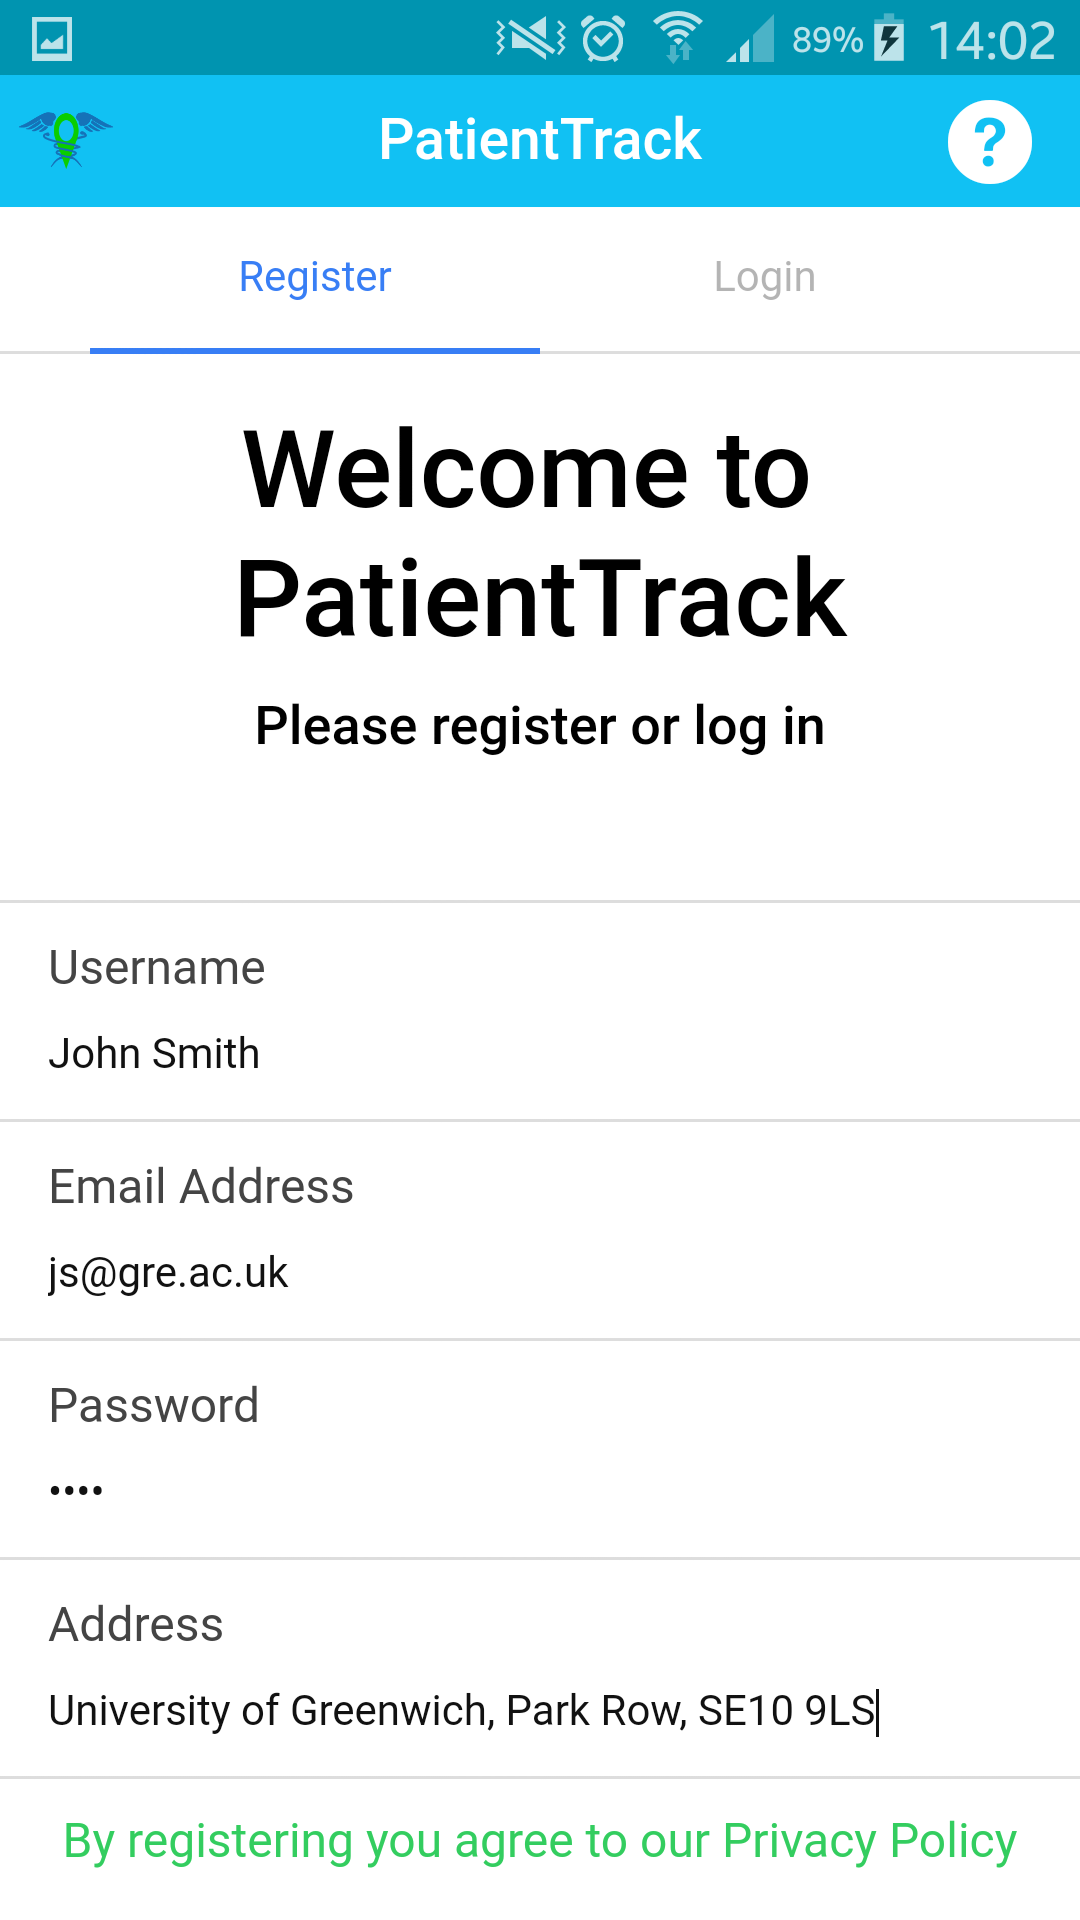 89% 14:02
PatientTrack ?
Register Login
Welcome to
PatientTrack
Please register or log in
Username
John Smith
Email Address
js@gre.ac.uk
Password
••••
Address
University of Greenwich, Park Row, SE10 9LS
By registering you agree to our Privacy Policy